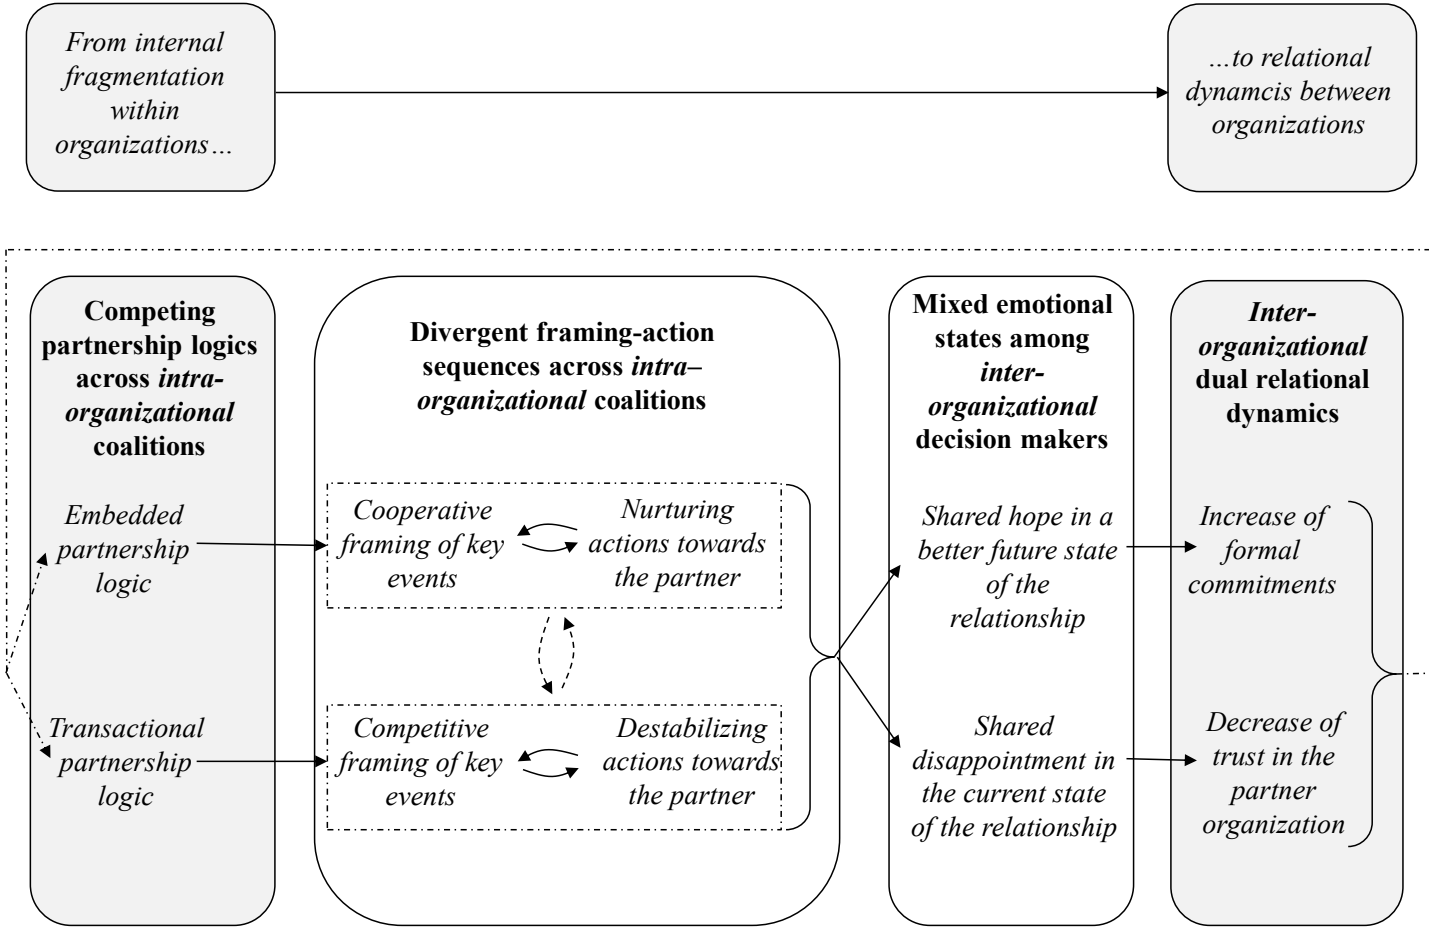 From internal
fragmentation
within
organizations…
…to relational
dynamcis between
organizations
Competing
partnership logics
across intra-
organizational
coalitions
Embedded
partnership
logic
Transactional
partnership
logic
Divergent framing-action
sequences across intra–
organizational coalitions
Cooperative
framing of key
events
Nurturing
actions towards
the partner
Competitive
framing of key
events
Destabilizing
actions towards
the partner
Mixed emotional
states among
inter-
organizational
decision makers
Shared hope in a
better future state
of the
relationship
Shared
disappointment in
the current state
of the relationship
Inter-
organizational
dual relational
dynamics
Increase of
formal
commitments
Decrease of
trust in the
partner
organization